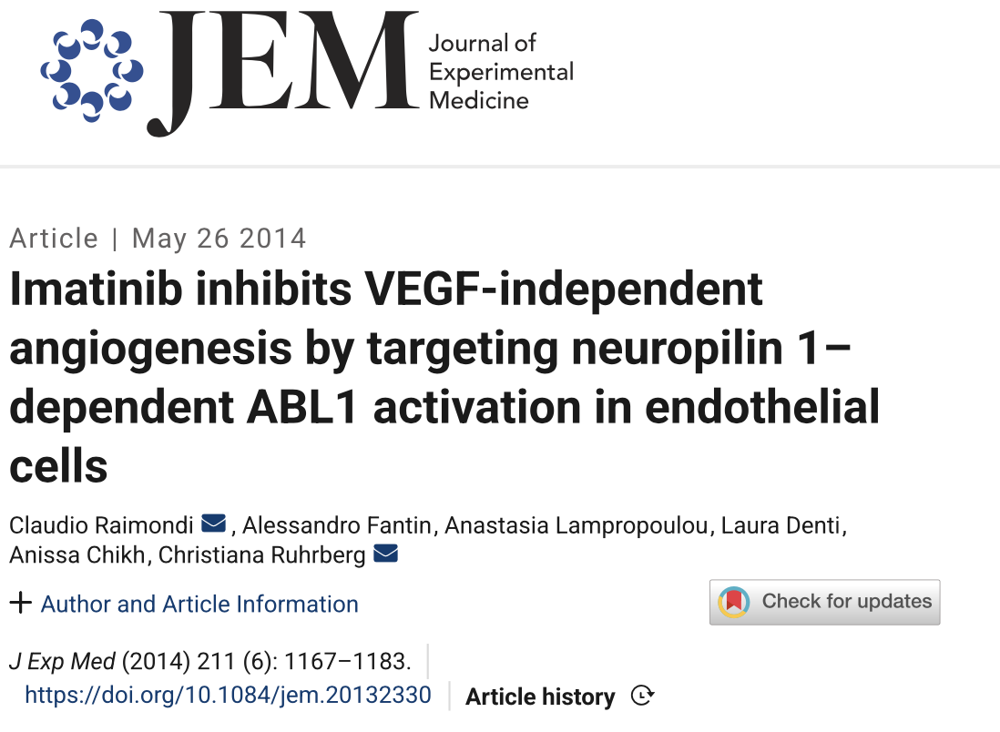 JEM
Journal of
Experimental
Medicine
Article | May 26 2014
Imatinib inhibits VEGF-independent
angiogenesis by targeting neuropilin 1–
dependent ABL1 activation in endothelial
cells
Claudio Raimondi , Alessandro Fantin, Anastasia Lampropoulou, Laura Denti,
Anissa Chikh, Christiana Ruhrberg
+ Author and Article Information
Check for updates
J Exp Med (2014) 211 (6): 1167–1183.
https://doi.org/10.1084/jem.20132330 Article history